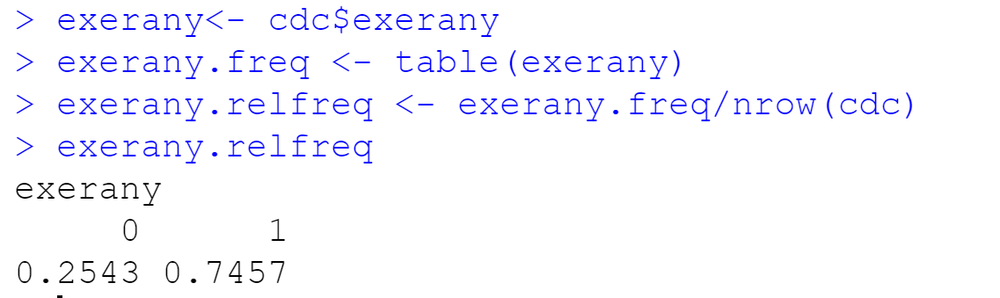 > exerany<- cdc$exerany
> exerany.freq <- table(exerany)
> exerany.relfreq <- exerany.freq/nrow(cdc)
> exerany.relfreq
exerany
     0      1
0.2543 0.7457